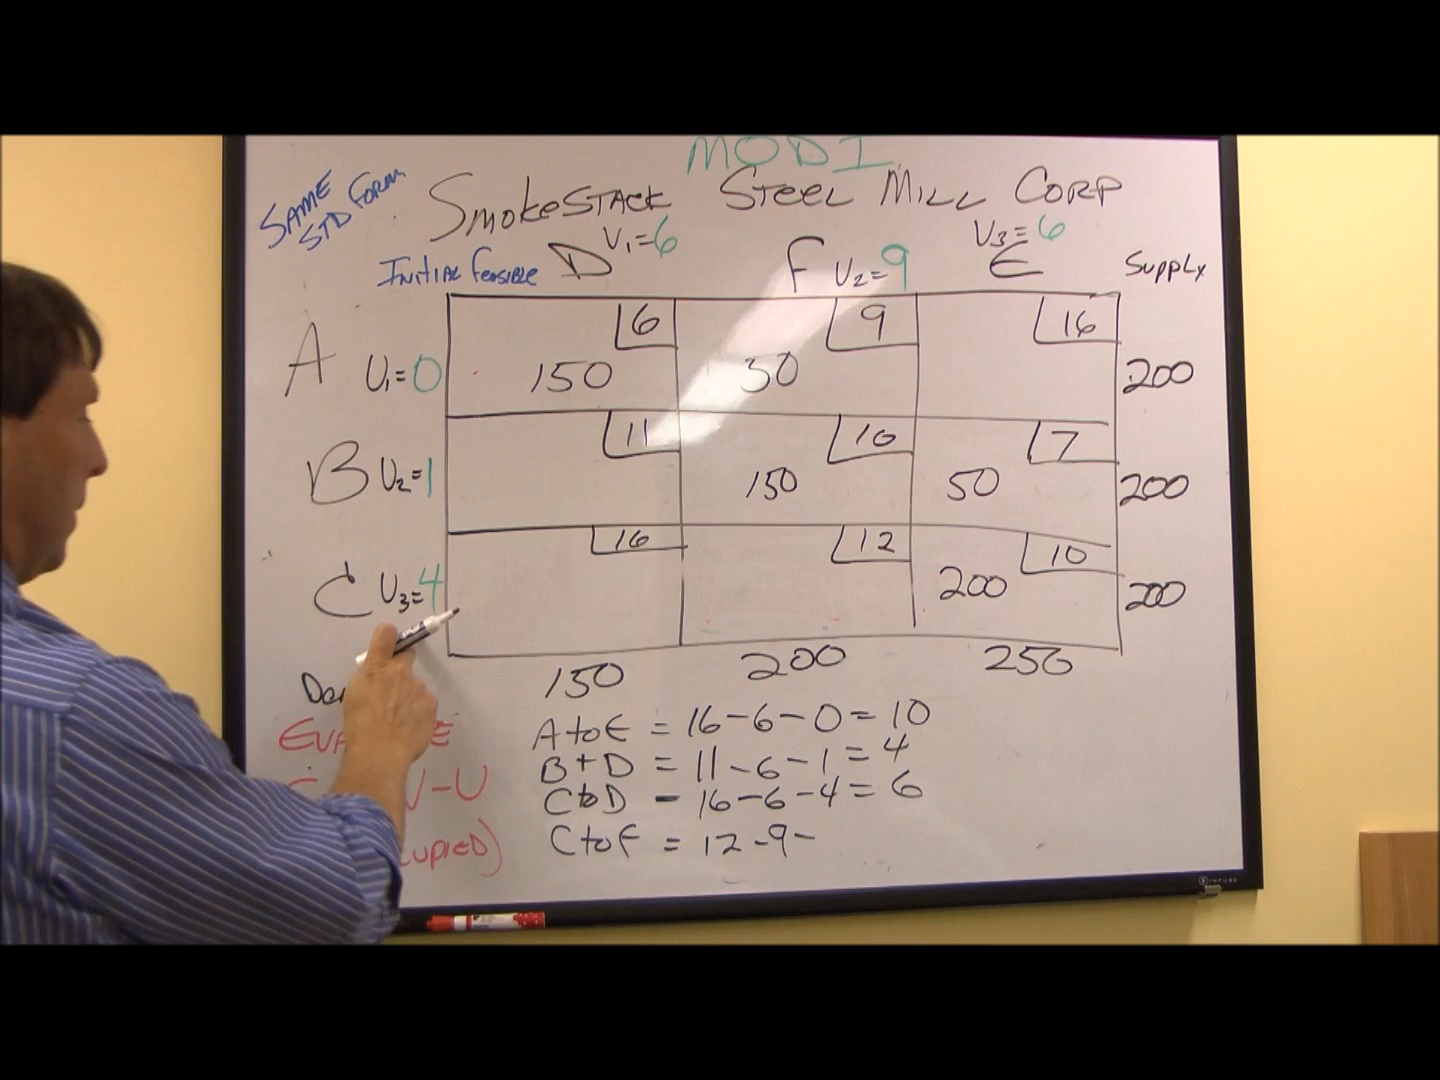 MODI
SAME
STD FORM
SmokeSTACK STEEL MILL CORP
INITIAL FEASIBLE D V₁=6 F V₂=9 V₃=6 E SUPPLY
A U₁=0 6 150 9 50 16 200
B U₂=1 11 10 150 7 50 200
C U₃=4 16 12 10 200 200
150 200 250
A to E = 16-6-0=10
B t D = 11-6-1=4
C to D - 16-6-4=6
C to F = 12-9-
-U